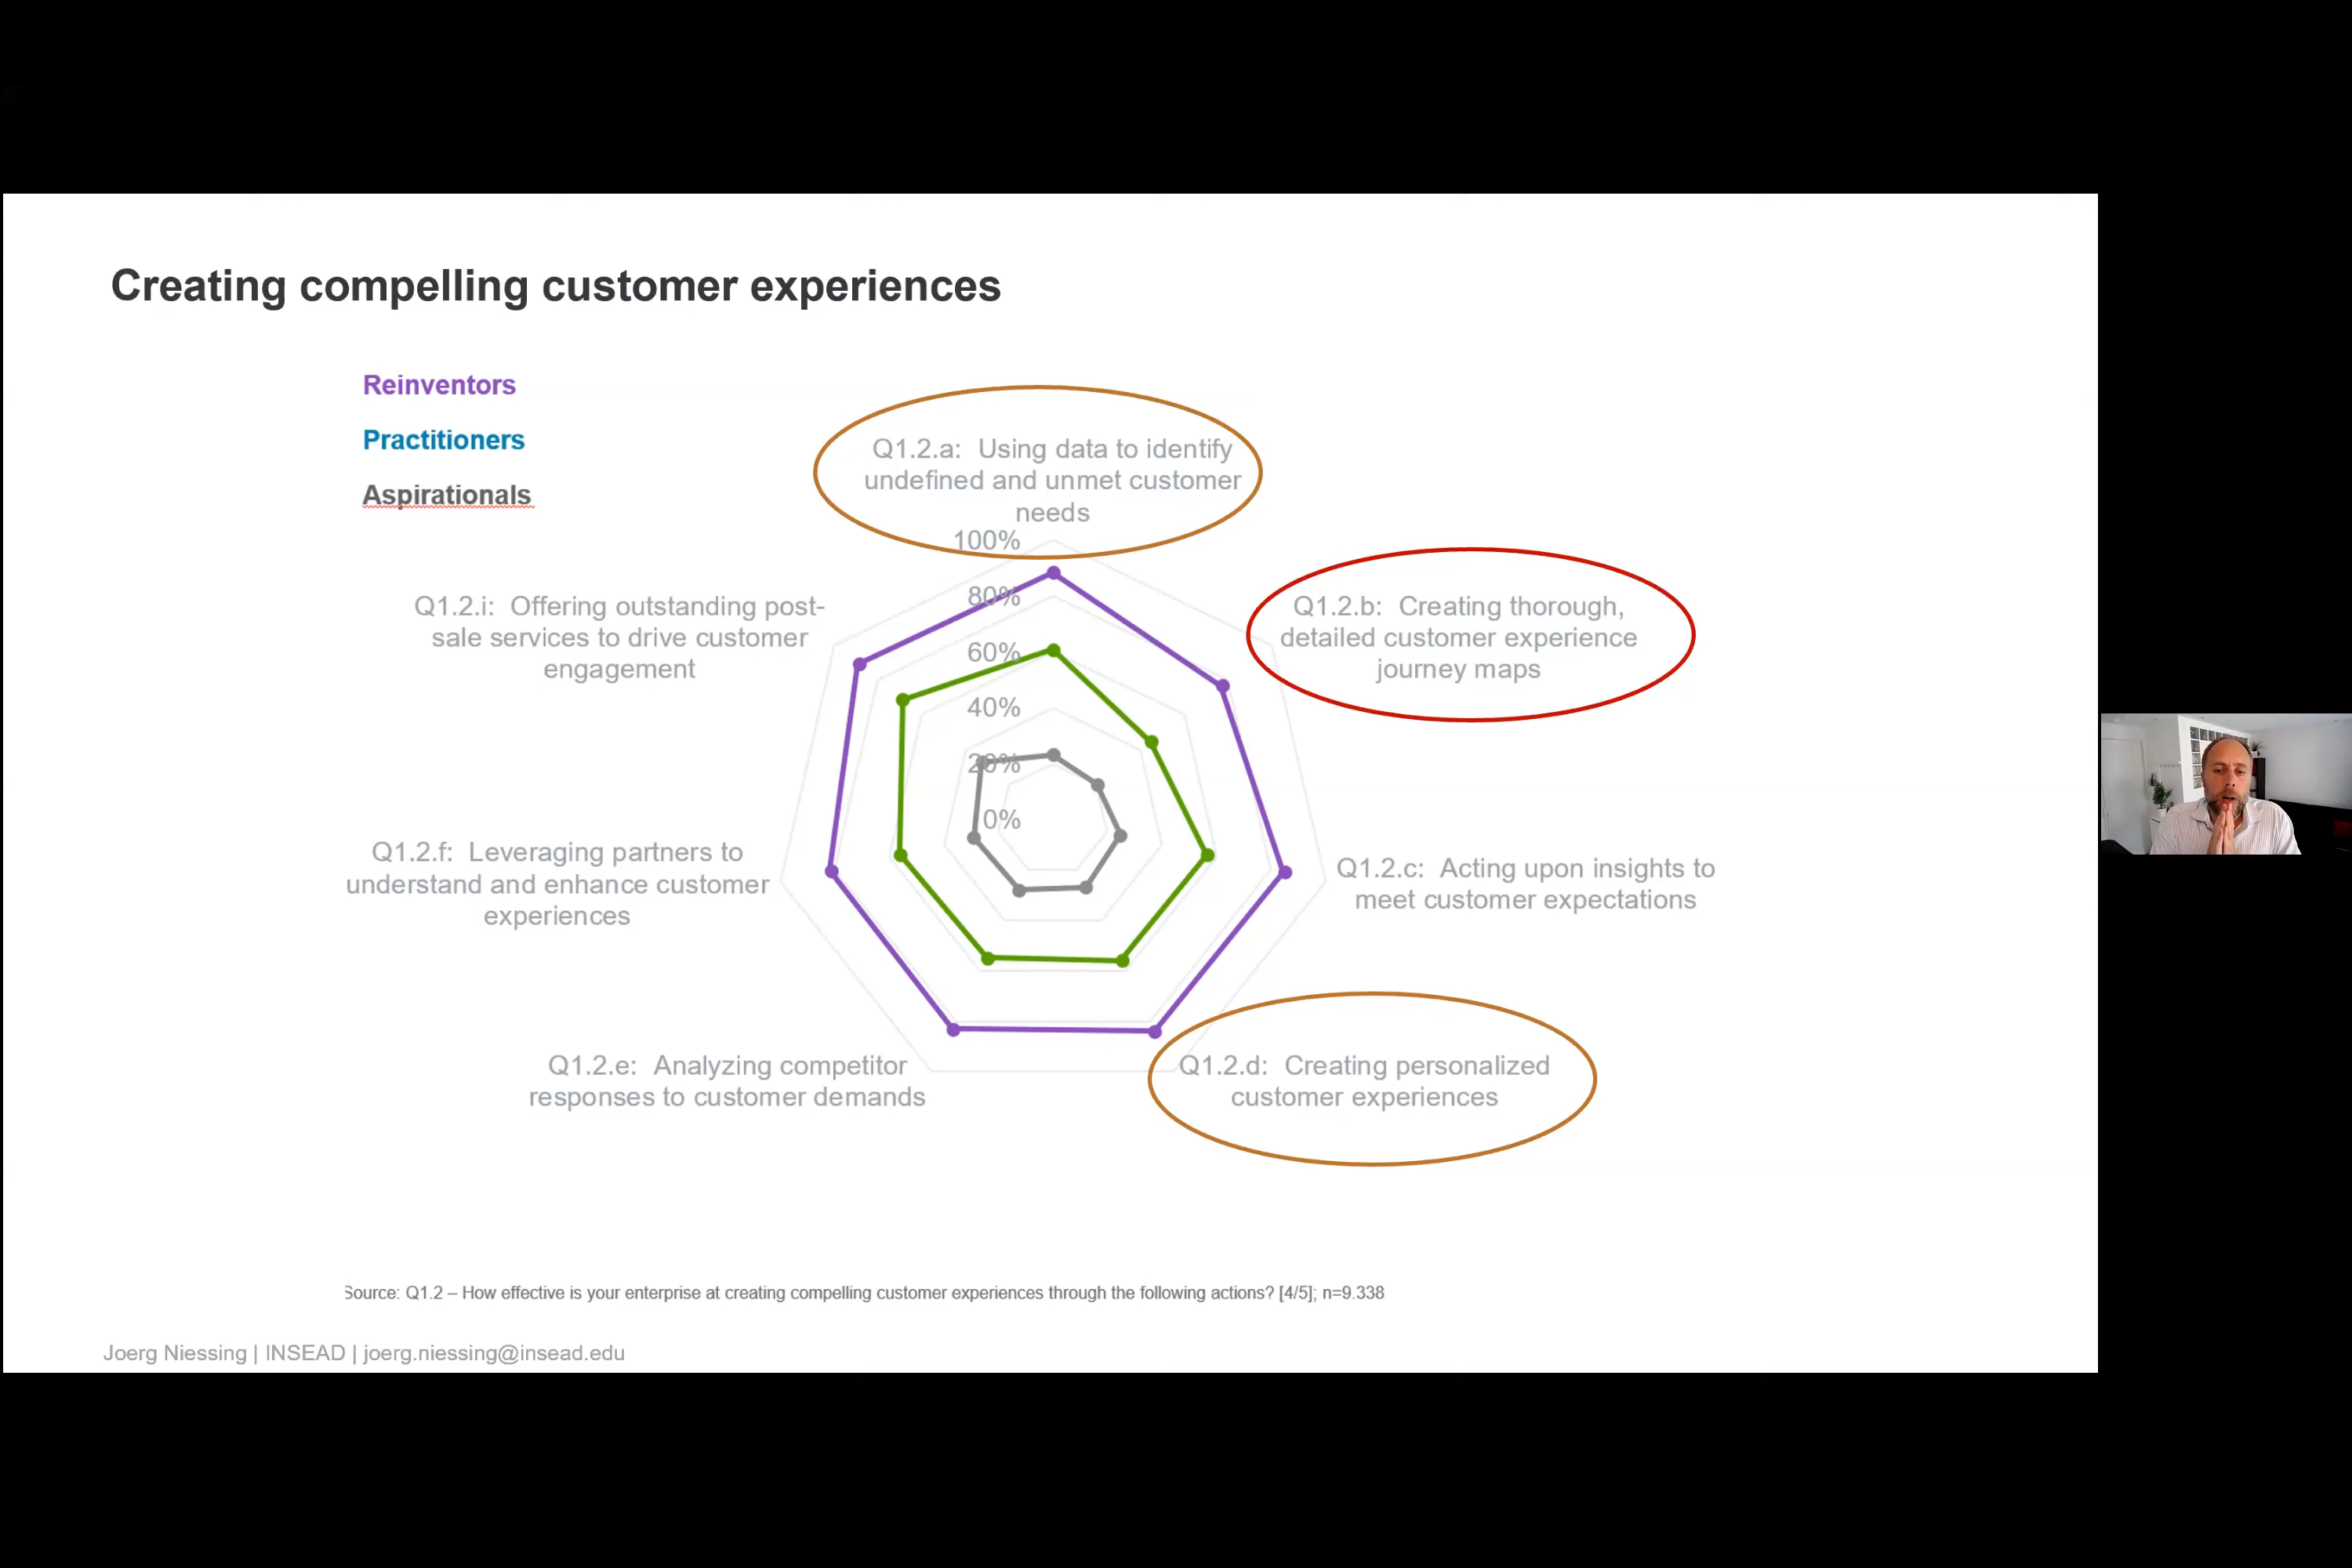 Creating compelling customer experiences
Reinventors
Practitioners
Aspirationals
Q1.2.a: Using data to identify
undefined and unmet customer
needs
100%
80%
60%
40%
20%
0%
Q1.2.b: Creating thorough,
detailed customer experience
journey maps
Q1.2.c: Acting upon insights to
meet customer expectations
Q1.2.d: Creating personalized
customer experiences
Q1.2.e: Analyzing competitor
responses to customer demands
Q1.2.f: Leveraging partners to
understand and enhance customer
experiences
Q1.2.i: Offering outstanding post-
sale services to drive customer
engagement
Source: Q1.2 – How effective is your enterprise at creating compelling customer experiences through the following actions? [4/5]; n=9.338
Joerg Niessing | INSEAD | joerg.niessing@insead.edu